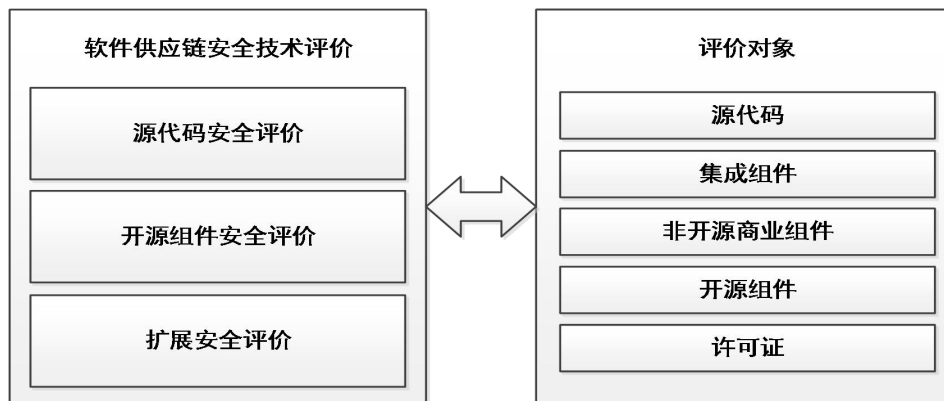 软件供应链安全技术评价
源代码安全评价
开源组件安全评价
扩展安全评价
评价对象
源代码
集成组件
非开源商业组件
开源组件
许可证